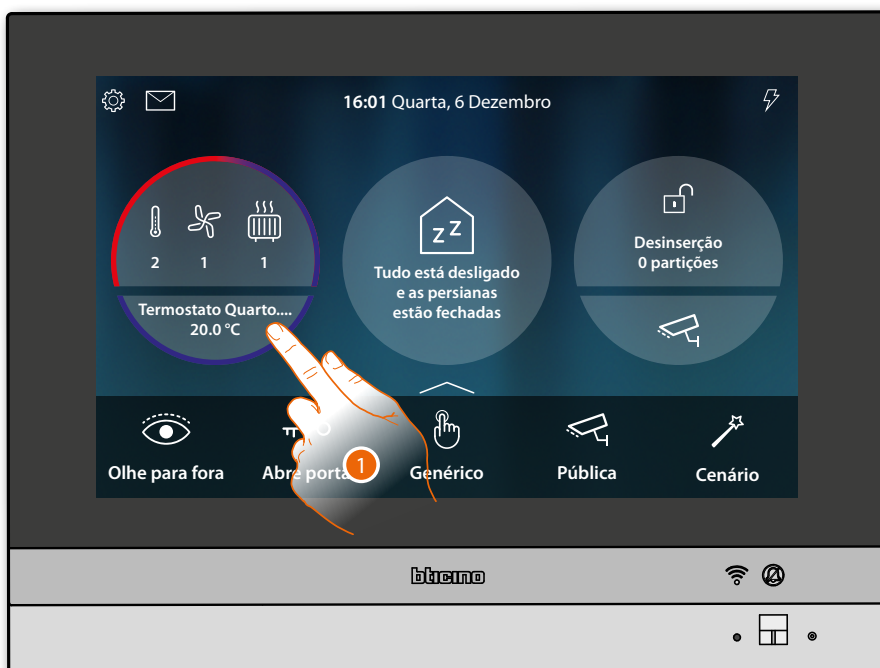 16:01 Quarta, 6 Dezembro
2 1 1
Termostato Quarto....
20.0 °C
z z
Tudo está desligado
e as persianas
estão fechadas
Desinserção
0 partições
Olhe para fora
Abre porta
1
Genérico
Pública
Cenário
bticino